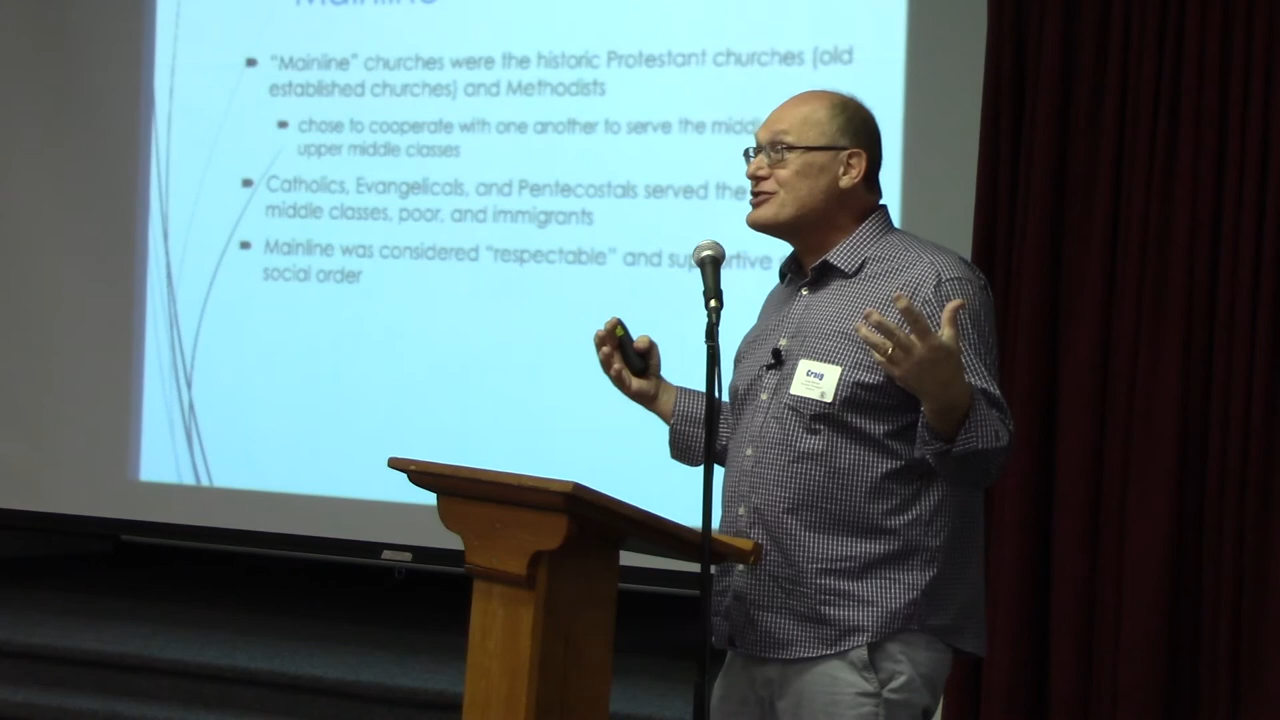 Mainline
"Mainline" churches were the historic Protestant churches (old
established churches) and Methodists
chose to cooperate with one another to serve the
upper middle classes
Catholics, Evangelicals, and Pentecostals served the
middle classes, poor, and immigrants
Mainline was considered "respectable" and supportive
social order
Craig